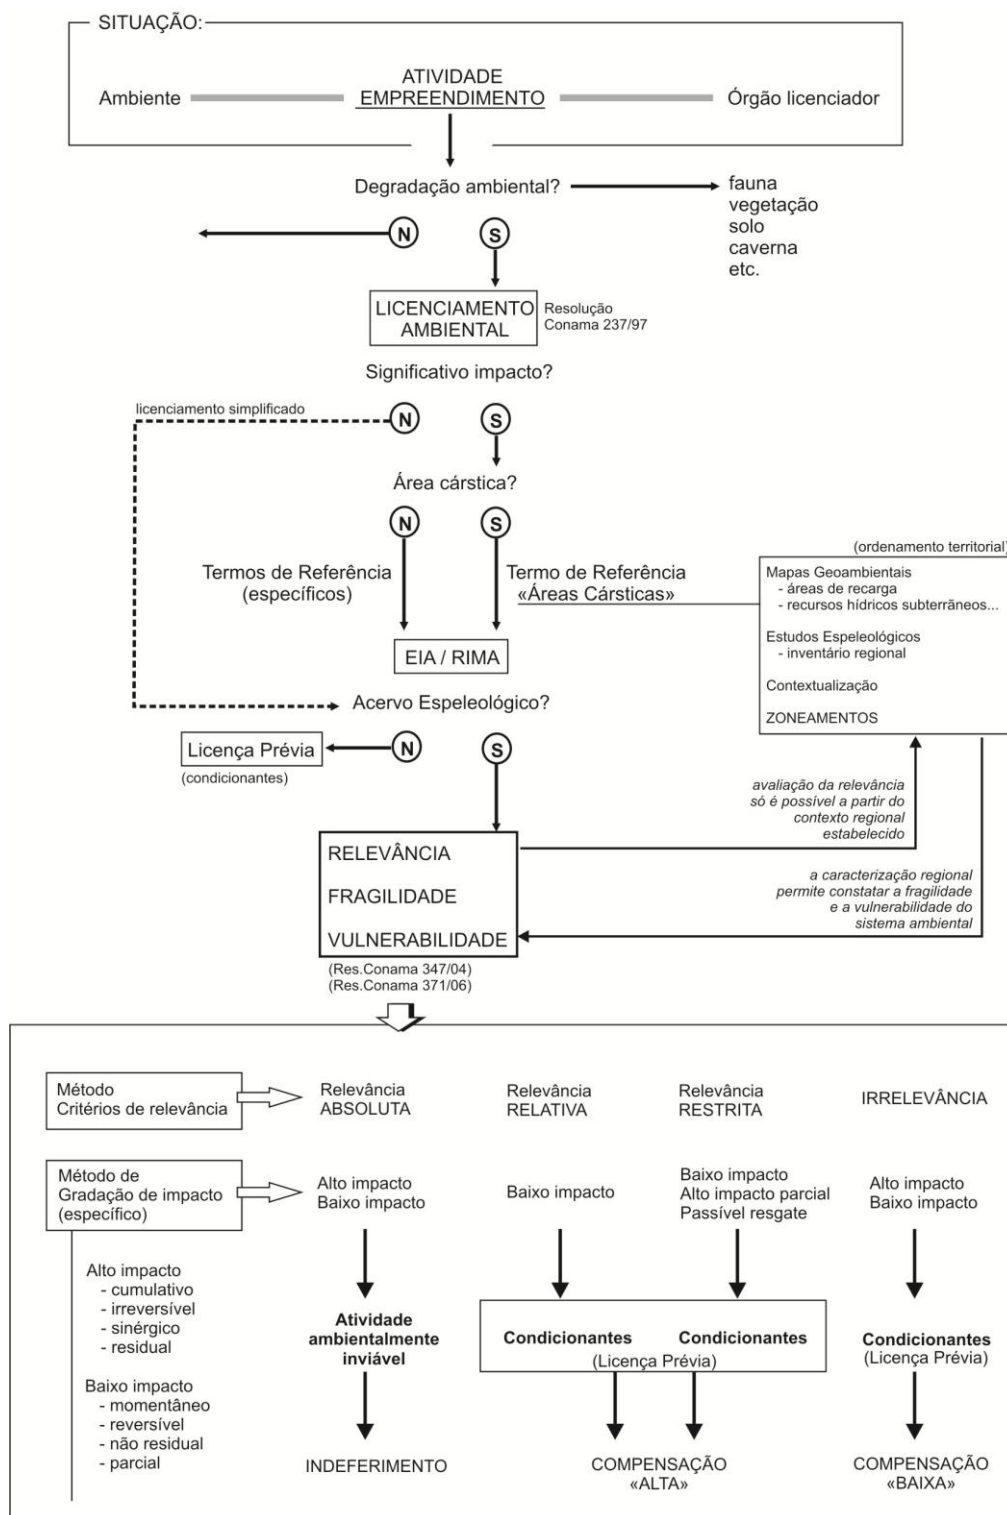 SITUAÇÃO:
ATIVIDADE
Ambiente EMPREENDIMENTO Órgão licenciador
Degradação ambiental?
fauna
vegetação
solo
caverna
etc.
N S
LICENCIAMENTO
AMBIENTAL
Resolução
Conama 237/97
Significativo impacto?
licenciamento simplificado
N S
Área cárstica?
N S
Termos de Referência
(específicos)
Termo de Referência
«Áreas Cársticas»
(ordenamento territorial)
Mapas Geoambientais
- áreas de recarga
- recursos hídricos subterrãneos...
Estudos Espeleológicos
- inventário regional
Contextualização
ZONEAMENTOS
EIA / RIMA
Acervo Espeleológico?
N S
Licença Prévia
(condicionantes)
avaliação da relevância
só é possível a partir do
contexto regional
estabelecido
RELEVÂNCIA
FRAGILIDADE
VULNERABILIDADE
a caracterização regional
permite constatar a fragilidade
e a vulnerabilidade do
sistema ambiental
(Res.Conama 347/04)
(Res.Conama 371/06)
Método
Critérios de relevância
Relevância
ABSOLUTA
Relevância
RELATIVA
Relevância
RESTRITA
IRRELEVÂNCIA
Método de
Gradação de impacto
(específico)
Alto impacto
Baixo impacto
Baixo impacto
Baixo impacto
Alto impacto parcial
Passível resgate
Alto impacto
Baixo impacto
Alto impacto
- cumulativo
- irreversível
- sinérgico
- residual
Baixo impacto
- momentâneo
- reversível
- não residual
- parcial
Atividade
ambientalmente
inviável
Condicionantes Condicionantes
(Licença Prévia)
Condicionantes
(Licença Prévia)
INDEFERIMENTO
COMPENSAÇÃO
«ALTA»
COMPENSAÇÃO
«BAIXA»